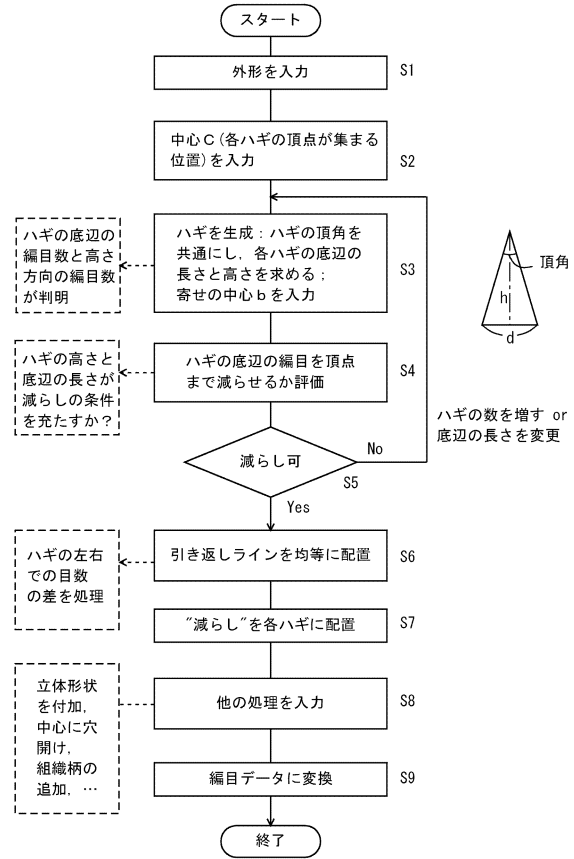 スタート
外形を入力
S1
中心C(各ハギの頂点が集まる
位置)を入力
S2
ハギの底辺の
編目数と高さ
方向の編目数
が判明
ハギを生成：ハギの頂角を
共通にし，各ハギの底辺の
長さと高さを求める；
寄せの中心bを入力
S3
頂角
h
d
ハギの高さと
底辺の長さが
減らしの条件
を充たすか？
ハギの底辺の編目を頂点
まで減らせるか評価
S4
ハギの数を増す or
底辺の長さを変更
減らし可
No
S5
Yes
ハギの左右
での目数
の差を処理
引き返しラインを均等に配置
S6
"減らし"を各ハギに配置
S7
立体形状
を付加，
中心に穴
開け，
組織柄の
追加，…
他の処理を入力
S8
編目データに変換
S9
終了